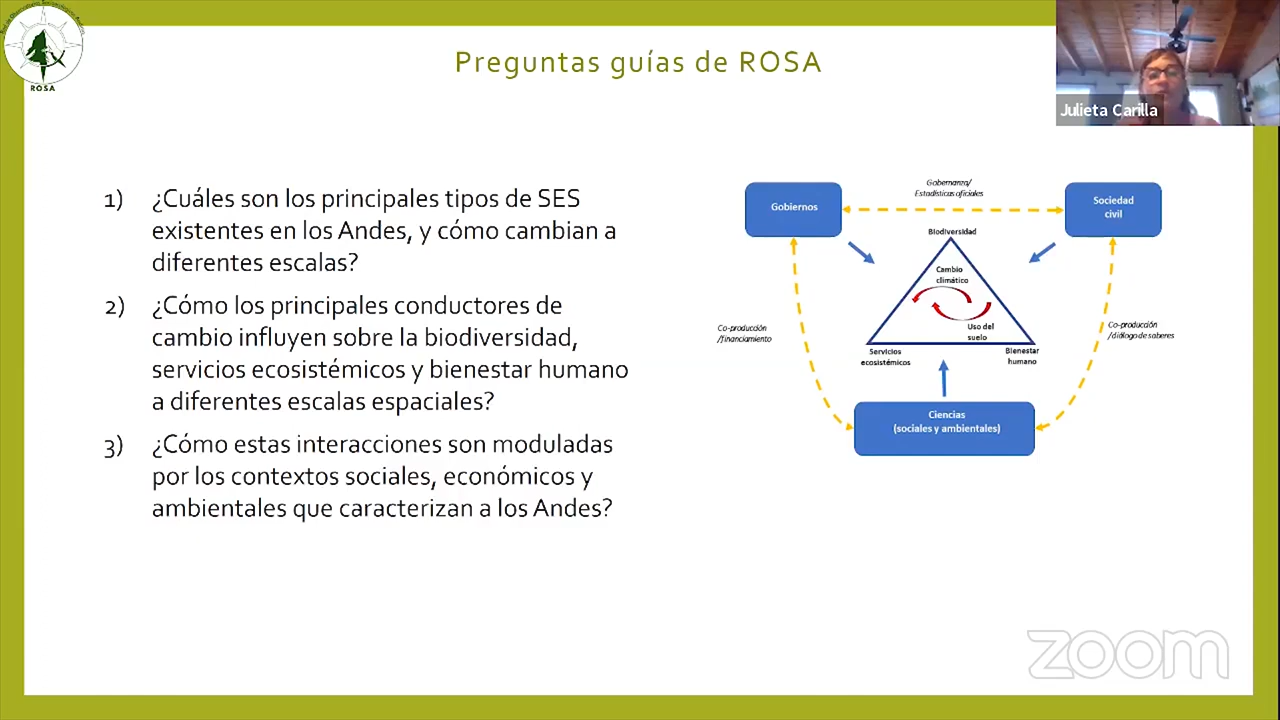 ROSA
Preguntas guías de ROSA
Julieta Carilla
1) ¿Cuáles son los principales tipos de SES
existentes en los Andes, y cómo cambian a
diferentes escalas?
2) ¿Cómo los principales conductores de
cambio influyen sobre la biodiversidad,
servicios ecosistémicos y bienestar humano
a diferentes escalas espaciales?
3) ¿Cómo estas interacciones son moduladas
por los contextos sociales, económicos y
ambientales que caracterizan a los Andes?
Gobiernos
Gobernanza/
Estadísticas oficiales
Sociedad
civil
Biodiversidad
Cambio
climático
Uso del
suelo
Co-producción
/financiamiento
Co-producción
/diálogo de saberes
Servicios
ecosistémicos
Bienestar
humano
Ciencias
(sociales y ambientales)
zoom